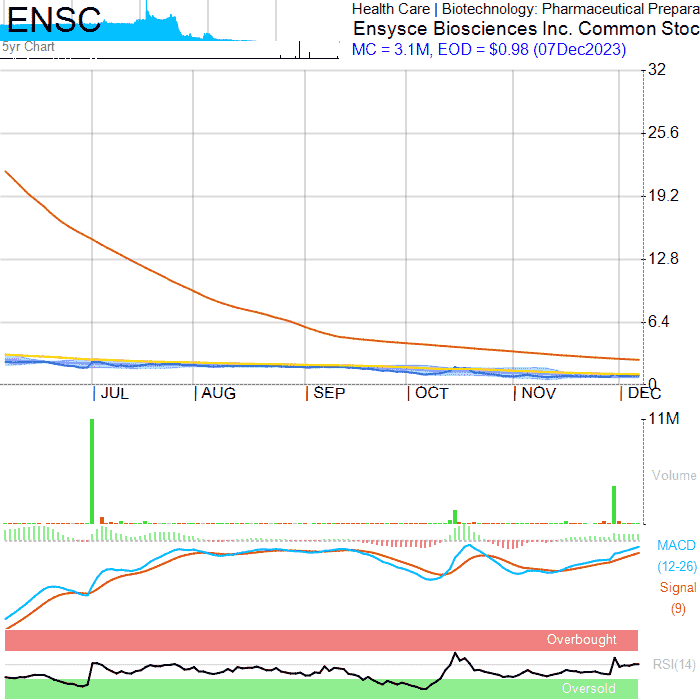 ENSC
Health Care | Biotechnology: Pharmaceutical Prepara
Ensysce Biosciences Inc. Common Stoc
5yr Chart
MC = 3.1M, EOD = $0.98 (07Dec2023)
32
25.6
19.2
12.8
6.4
0
JUL
AUG
SEP
OCT
NOV
DEC
11M
Volume
MACD
(12-26)
Signal
(9)
Overbought
RSI(14)
Oversold